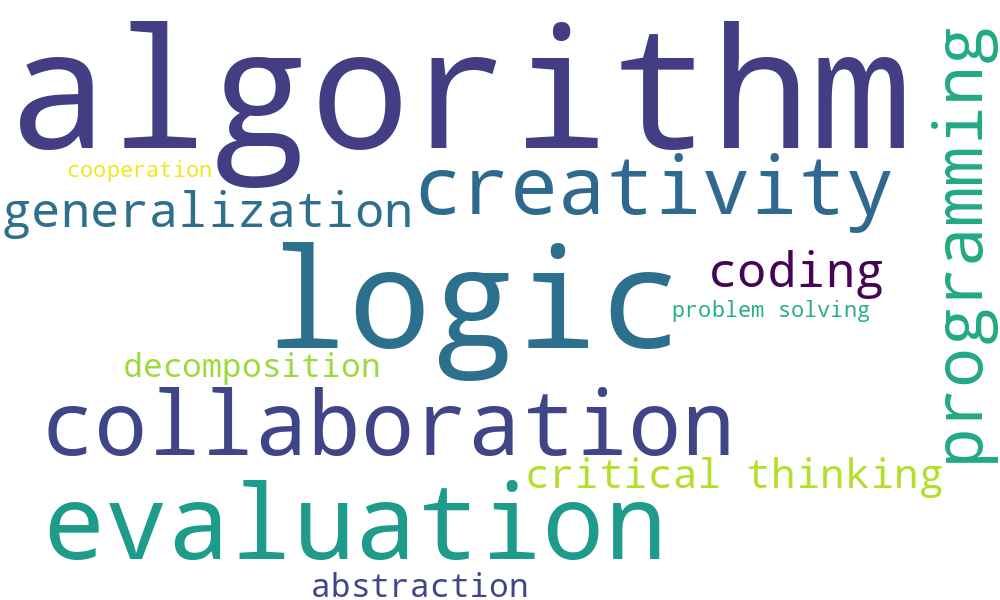 algorithm
programming
cooperation
creativity
generalization
logic
coding
problem solving
decomposition
collaboration
critical thinking
evaluation
abstraction